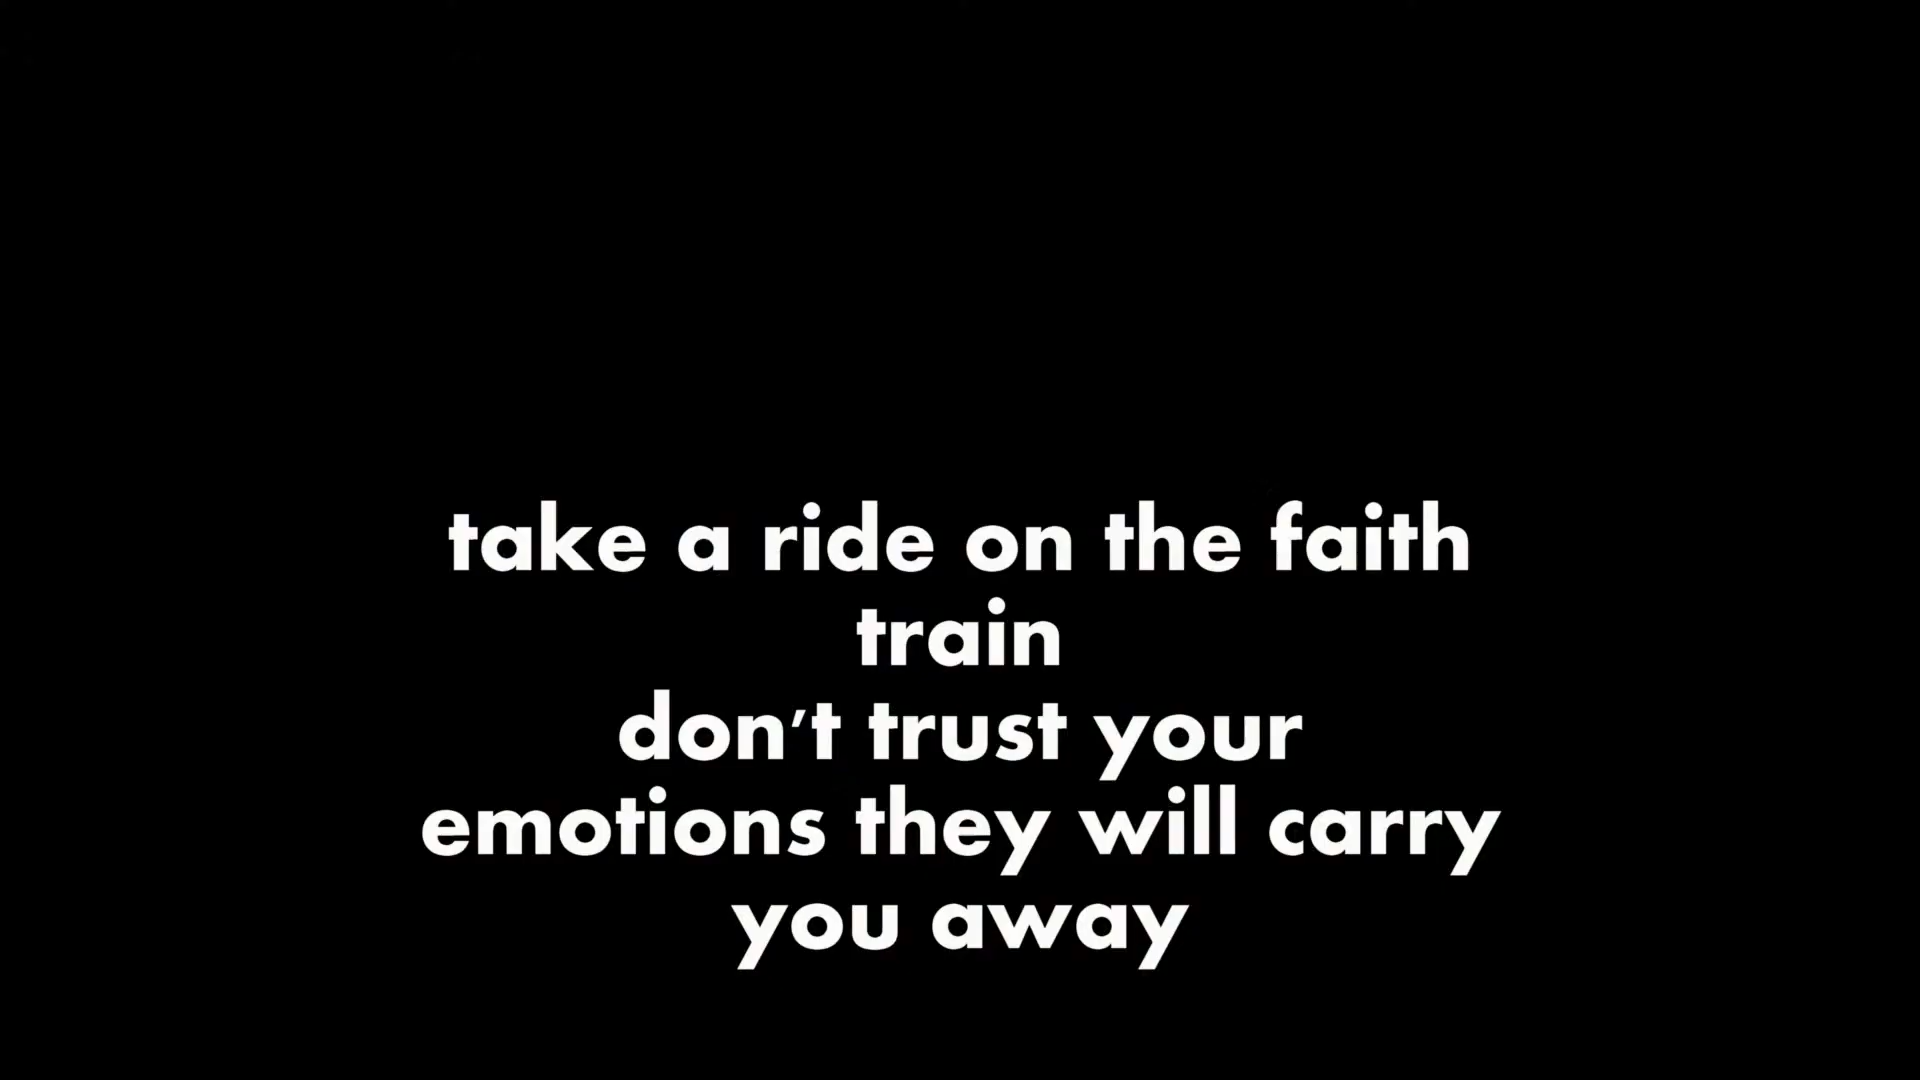 take a ride on the faith
train
don't trust your
emotions they will carry
you away